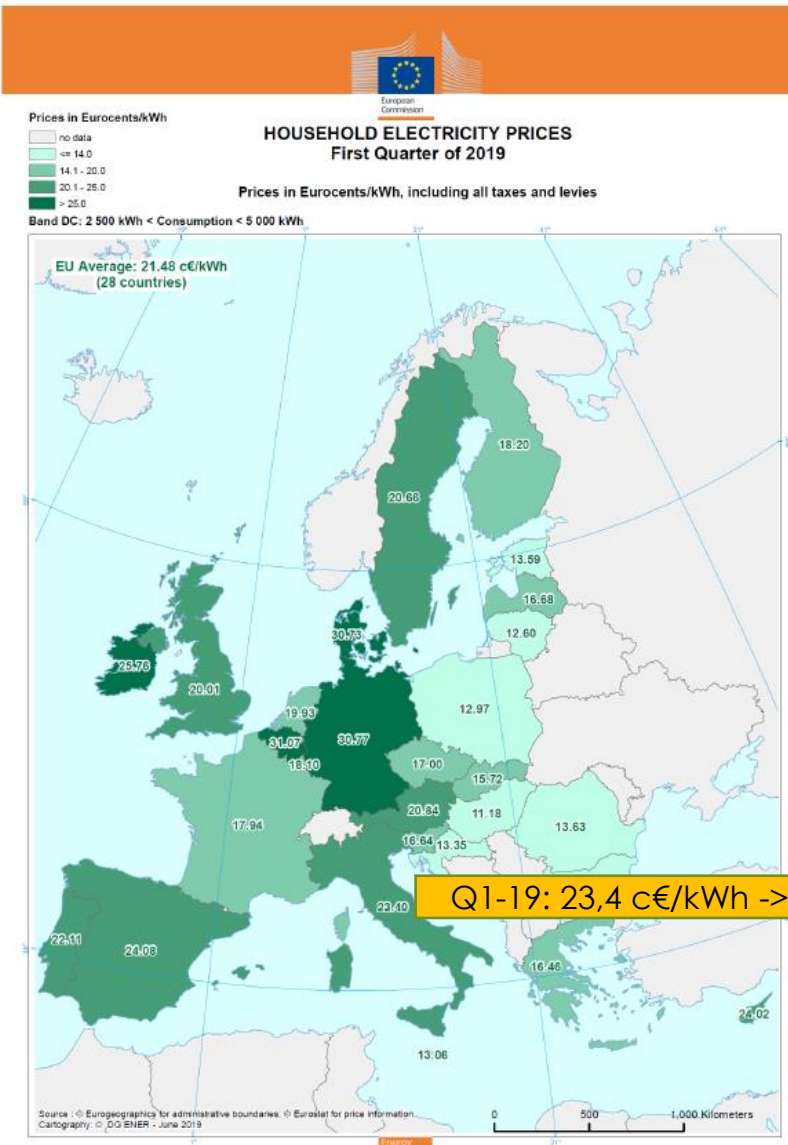 European
Commission
Prices in Eurocents/kWh
no data
<= 14.0
14.1 - 20.0
20.1 - 25.0
> 25.0
HOUSEHOLD ELECTRICITY PRICES
First Quarter of 2019
Prices in Eurocents/kWh, including all taxes and levies
Band DC: 2 500 kWh < Consumption < 5 000 kWh
EU Average: 21.48 c€/kWh
(28 countries)
18.20
20.66
13.59
16.68
12.60
30.73
25.76
20.01
19.93
12.97
31.07
30.77
18.10
17.00
15.72
20.84
11.18
17.94
13.63
16.64
13.35
Q1-19: 23,4 c€/kWh ->
23.40
22.11
24.08
16.46
24.02
13.06
Source : © Eurogeographics for administrative boundaries, © Eurostat for price information
Cartography: © DG ENER - June 2019
0 500 1,000 Kilometers
Energy